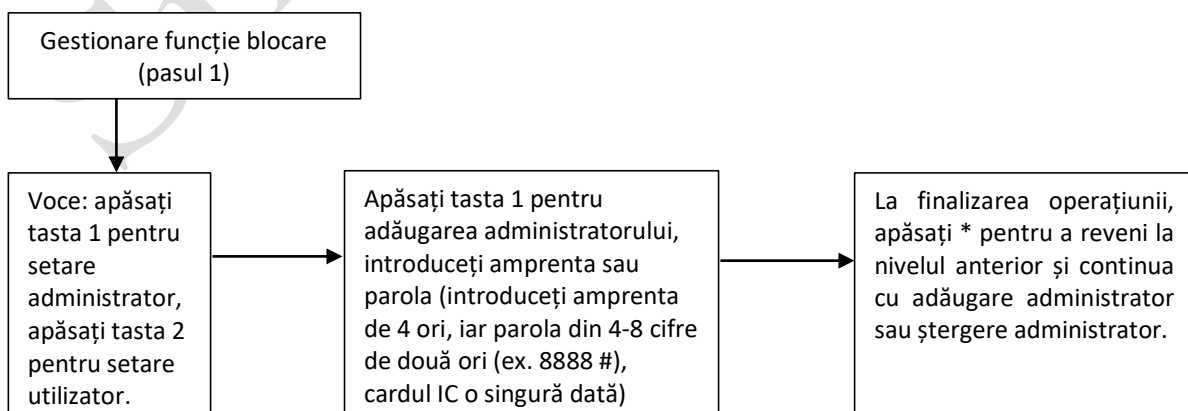 Gestionare funcție blocare
(pasul 1)
Voce: apăsați
tasta 1 pentru
setare
administrator,
apăsați tasta 2
pentru setare
utilizator.
Apăsați tasta 1 pentru
adăugarea administratorului,
introduceți amprenta sau
parola (introduceți amprenta
de 4 ori, iar parola din 4-8 cifre
de două ori (ex. 8888 #),
cardul IC o singură dată)
La finalizarea operațiunii,
apăsați * pentru a reveni la
nivelul anterior și continua
cu adăugare administrator
sau ștergere administrator.